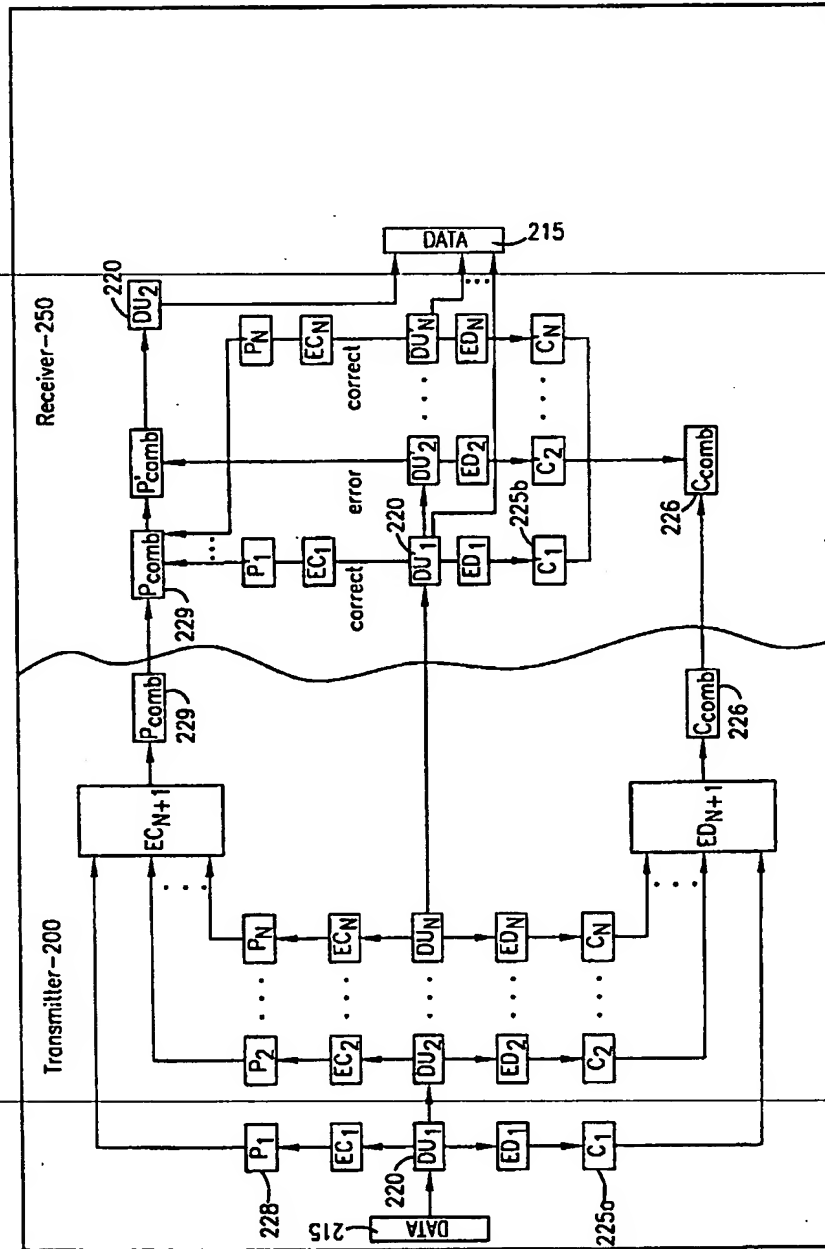 Transmitter-200
Receiver-250
DATA
215
DU1
220
EC1
P1
228
ED1
C1
225a
DU2
EC2
P2
ED2
C2
DUN
ECN
PN
EDN
CN
ECN+1
Pcomb
229
EDN+1
Ccomb
226
Pcomb
229
P'comb
DU2
220
P1
EC1
correct
DU'1
220
ED1
C'1
225b
error
DU'2
ED2
C'2
PN
ECN
correct
DU'N
EDN
C'N
Ccomb
226
DATA
215